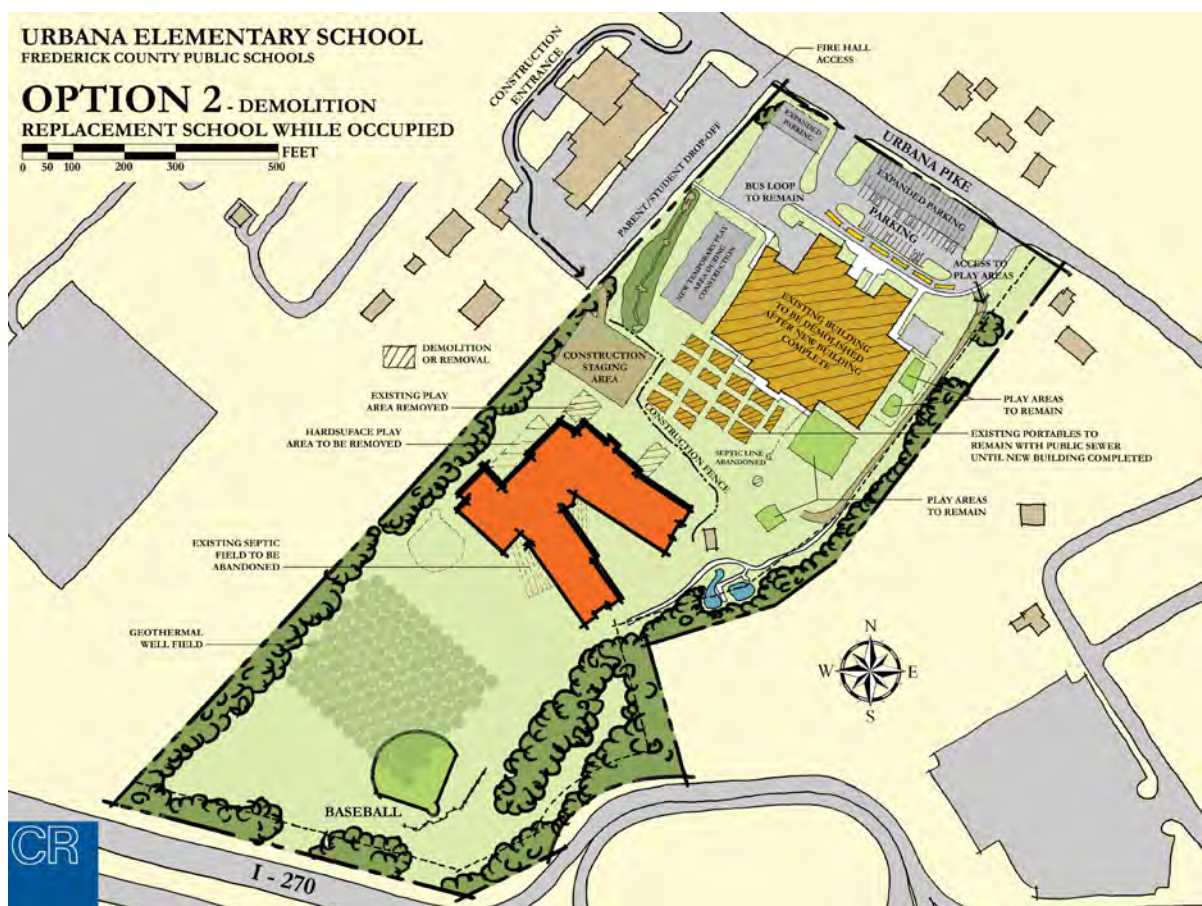 URBANA ELEMENTARY SCHOOL
FREDERICK COUNTY PUBLIC SCHOOLS
OPTION 2 - DEMOLITION
REPLACEMENT SCHOOL WHILE OCCUPIED
FEET
0 50 100 200 300 500
CONSTRUCTION
ENTRANCE
FIRE HALL
ACCESS
EXPANDED
PARKING
URBANA PIKE
PARENT/STUDENT DROP-OFF
BUS LOOP
TO REMAIN
EXPANDED PARKING
PARKING
ACCESS TO
PLAY AREAS
NEW TEMPORARY PLAY
AREA DURING
CONSTRUCTION
EXISTING BUILDING
TO BE DEMOLISHED
AFTER NEW BUILDING
COMPLETE
DEMOLITION
OR REMOVAL
CONSTRUCTION
STAGING
AREA
EXISTING PLAY
AREA REMOVED
HARDSUFACE PLAY
AREA TO BE REMOVED
CONSTRUCTION FENCE
SEPTIC LINE
ABANDONED
PLAY AREAS
TO REMAIN
EXISTING PORTABLES TO
REMAIN WITH PUBLIC SEWER
UNTIL NEW BUILDING COMPLETED
PLAY AREAS
TO REMAIN
EXISTING SEPTIC
FIELD TO BE
ABANDONED
GEOTHERMAL
WELL FIELD
N
W E
S
BASEBALL
CR
I - 270